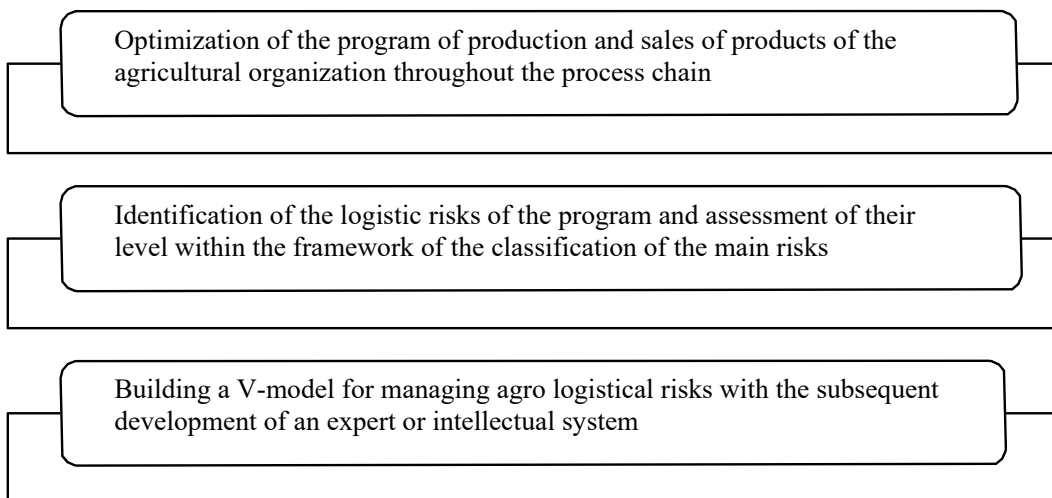 Optimization of the program of production and sales of products of the
agricultural organization throughout the process chain
Identification of the logistic risks of the program and assessment of their
level within the framework of the classification of the main risks
Building a V-model for managing agro logistical risks with the subsequent
development of an expert or intellectual system